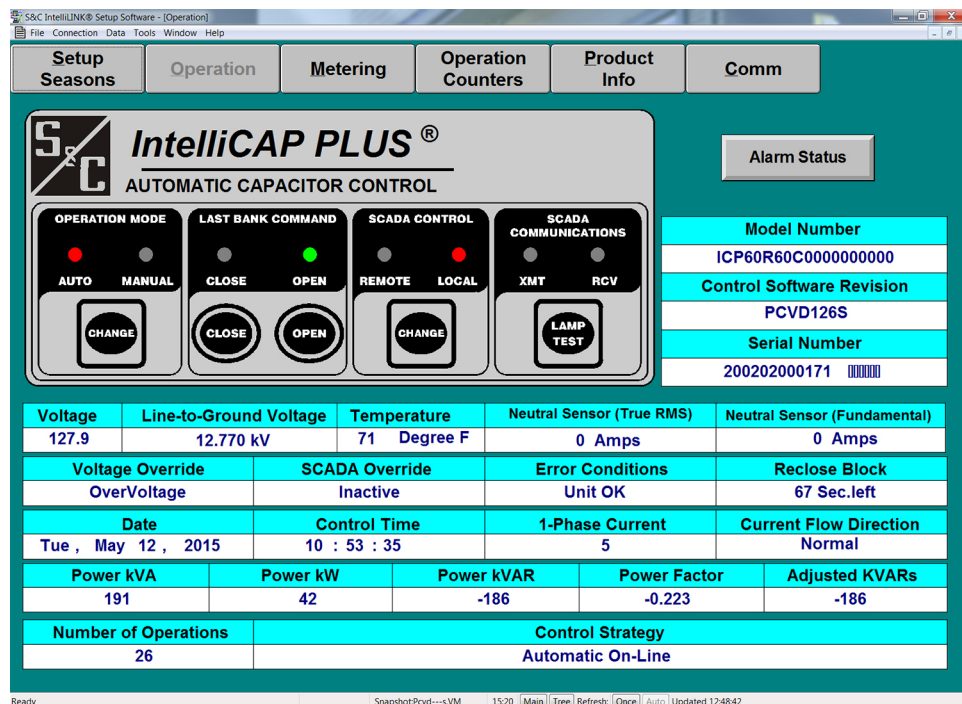 S&C IntelliLINK® Setup Software - [Operation]
File Connection Data Tools Window Help
Setup Seasons
Operation
Metering
Operation Counters
Product Info
Comm
S&C
IntelliCAP PLUS ®
AUTOMATIC CAPACITOR CONTROL
Alarm Status
OPERATION MODE
AUTO MANUAL
CHANGE
LAST BANK COMMAND
CLOSE OPEN
CLOSE OPEN
SCADA CONTROL
REMOTE LOCAL
CHANGE
SCADA
COMMUNICATIONS
XMT RCV
LAMP
TEST
Model Number
ICP60R60C0000000000
Control Software Revision
PCVD126S
Serial Number
200202000171
Voltage Line-to-Ground Voltage Temperature Neutral Sensor (True RMS) Neutral Sensor (Fundamental)
127.9 12.770 kV 71 Degree F 0 Amps 0 Amps
Voltage Override SCADA Override Error Conditions Reclose Block
OverVoltage Inactive Unit OK 67 Sec.left
Date Control Time 1-Phase Current Current Flow Direction
Tue , May 12 , 2015 10 : 53 : 35 5 Normal
Power kVA Power kW Power kVAR Power Factor Adjusted KVARs
191 42 -186 -0.223 -186
Number of Operations Control Strategy
26 Automatic On-Line
Ready Snapshot:Pcvd---s.VM 15:20 Main Tree Refresh: Once Auto Updated 12:48:42